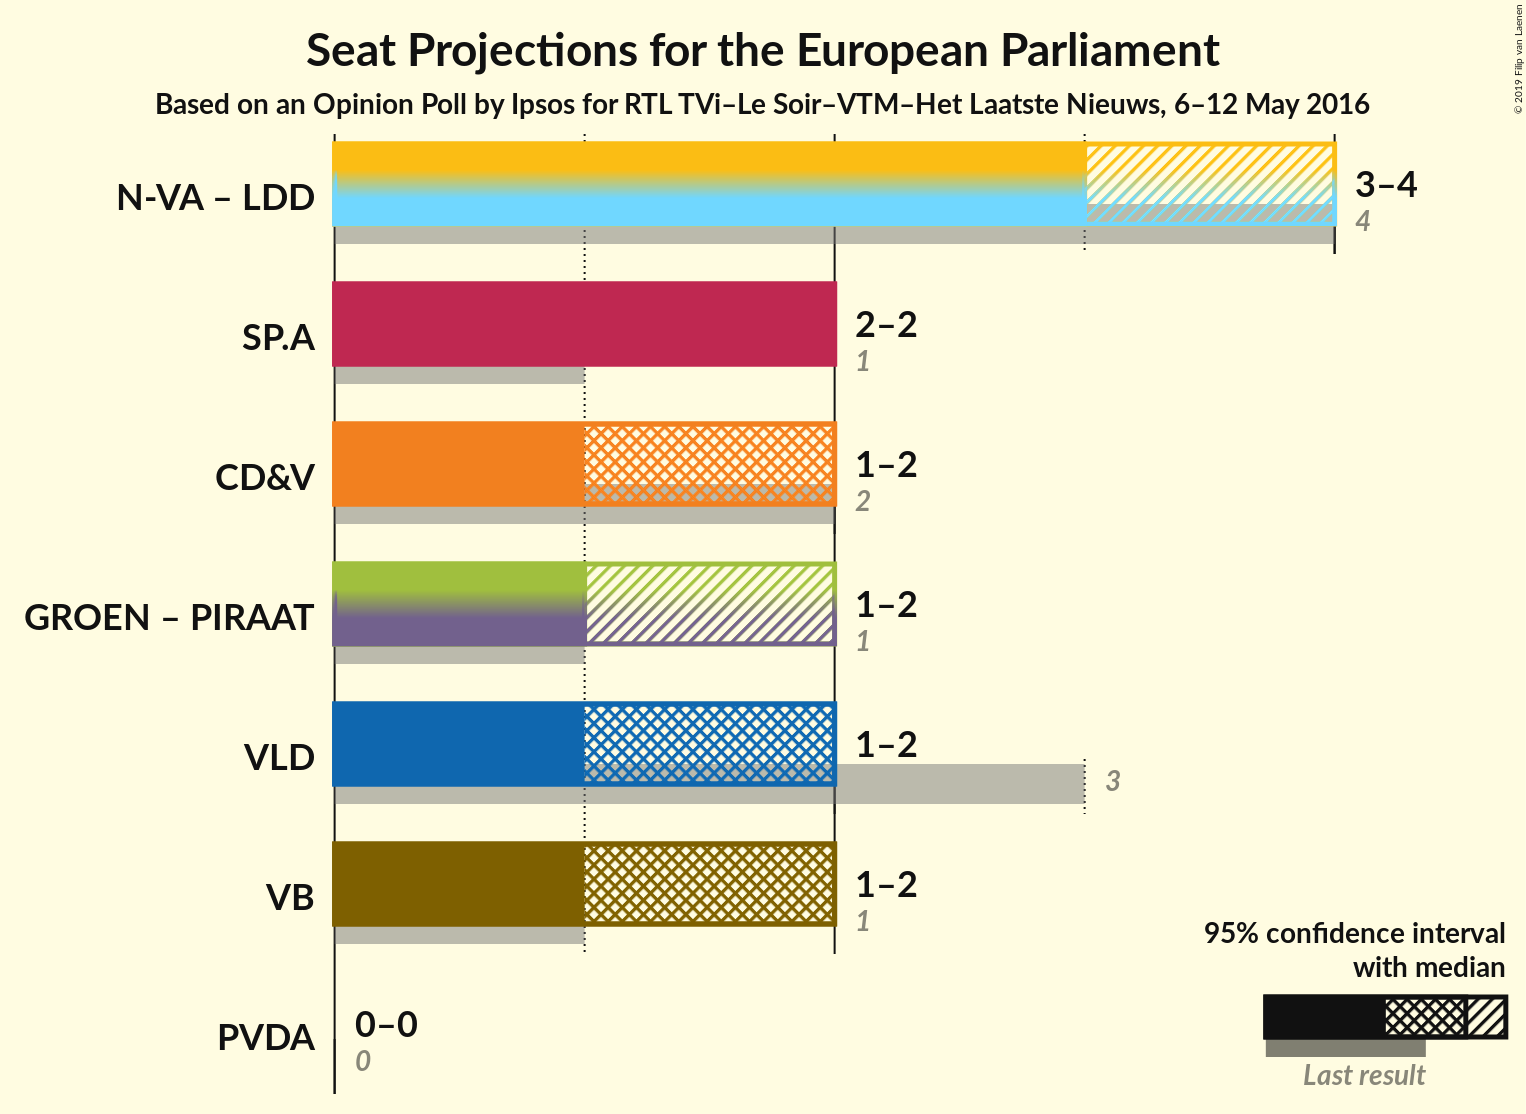 Seat Projections for the European Parliament
Based on an Opinion Poll by Ipsos for RTL TVi–Le Soir–VTM–Het Laatste Nieuws, 6–12 May 2016
© 2019 Filip van Laenen
N-VA – LDD
3–4
4
SP.A
2–2
1
CD&V
1–2
2
GROEN – PIRAAT
1–2
1
VLD
1–2
3
VB
1–2
1
PVDA
0–0
0
95% confidence interval
with median
Last result